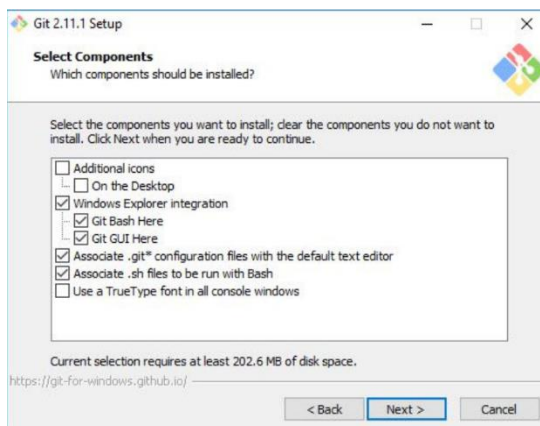 Git 2.11.1 Setup
Select Components
Which components should be installed?
Select the components you want to install; clear the components you do not want to
install. Click Next when you are ready to continue.
Additional icons
On the Desktop
Windows Explorer integration
Git Bash Here
Git GUI Here
Associate .git* configuration files with the default text editor
Associate .sh files to be run with Bash
Use a TrueType font in all console windows
Current selection requires at least 202.6 MB of disk space.
https://git-for-windows.github.io/
< Back Next > Cancel